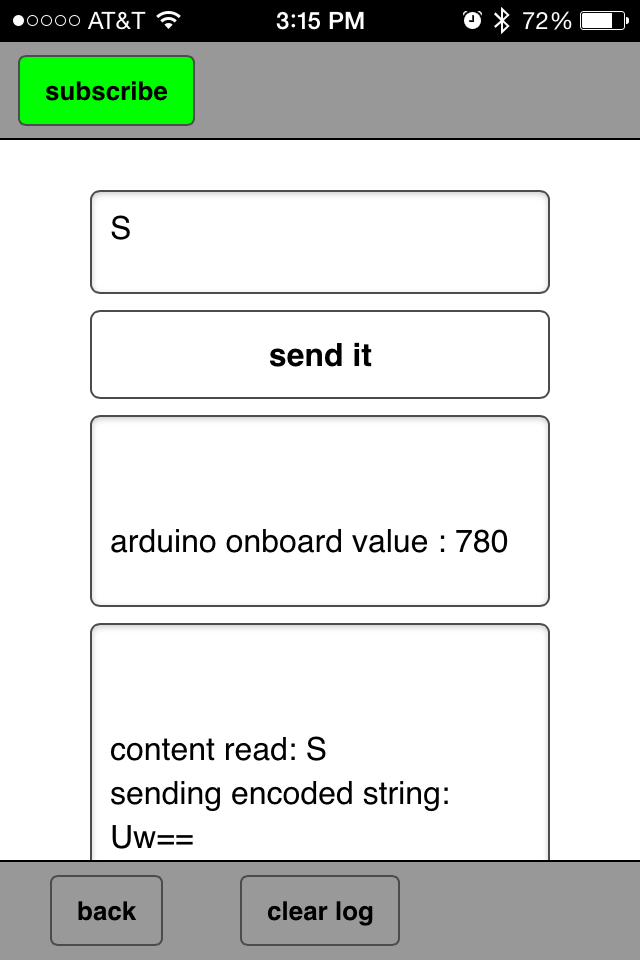 AT&T 3:15 PM 72%
subscribe
S
send it
arduino onboard value : 780
content read: S
sending encoded string:
Uw==
back clear log